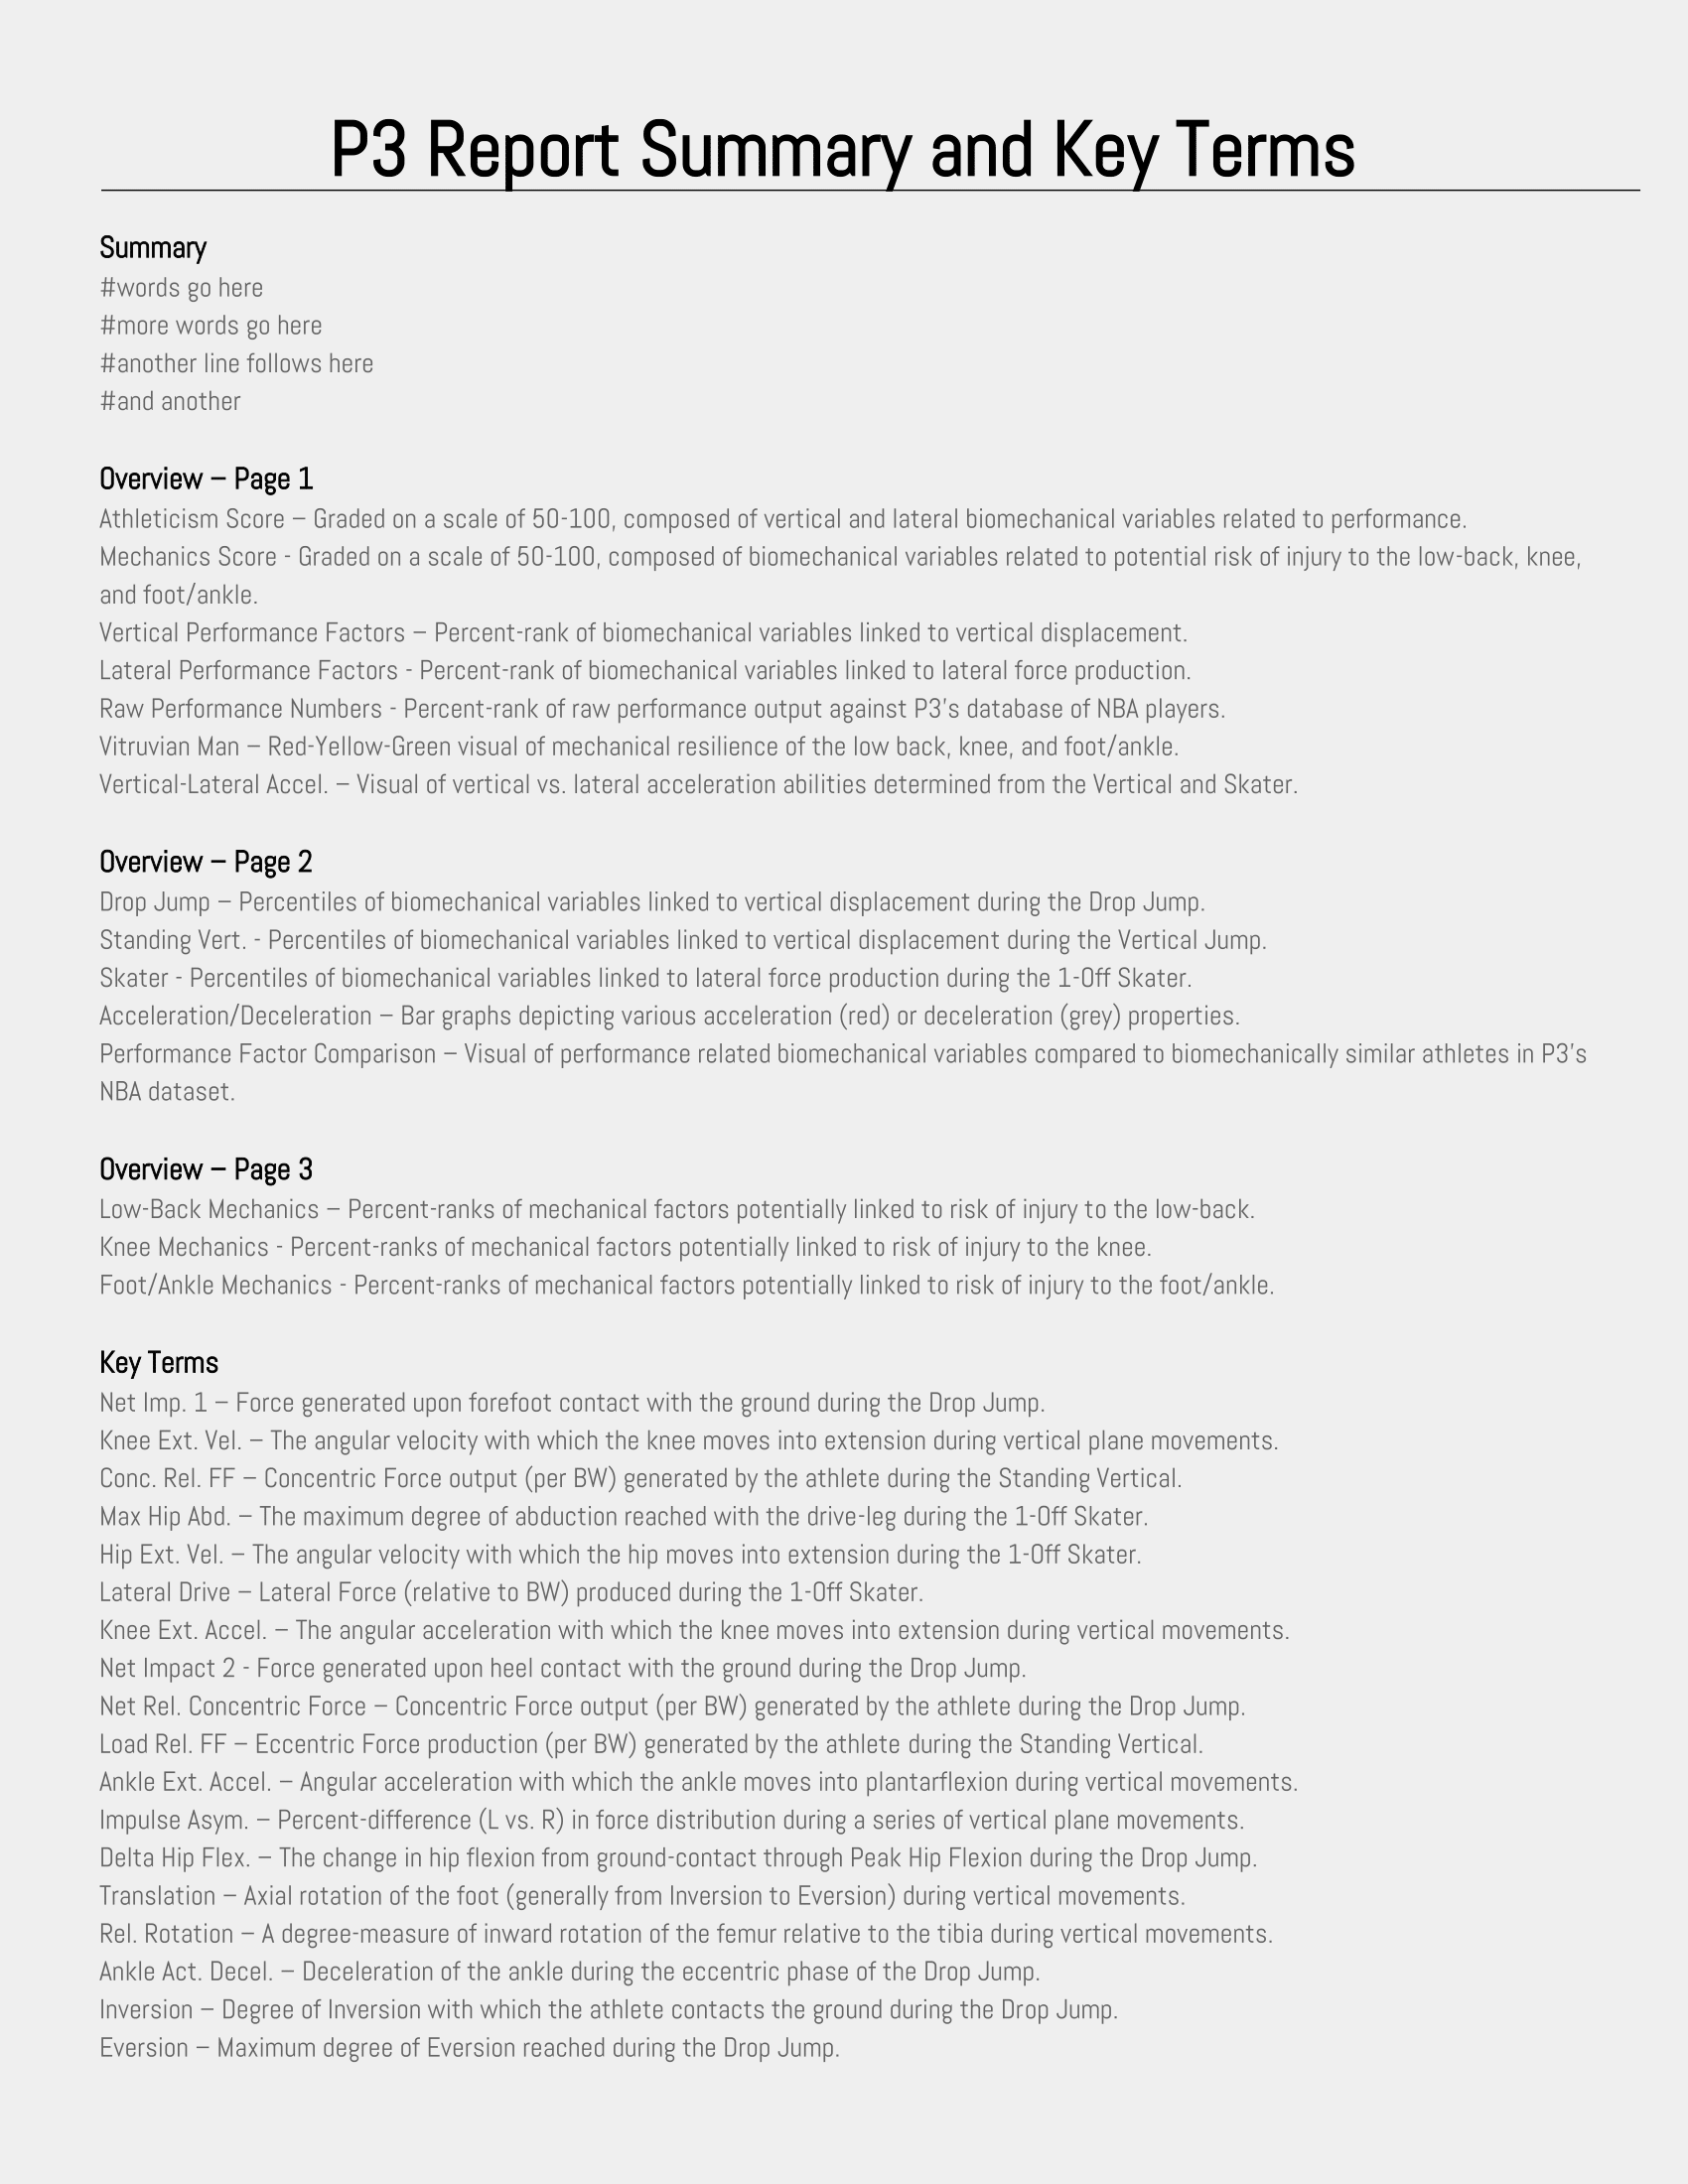 P3 Report Summary and Key Terms
Summary
#words go here
#more words go here
#another line follows here
#and another
Overview – Page 1
Athleticism Score – Graded on a scale of 50-100, composed of vertical and lateral biomechanical variables related to performance.
Mechanics Score - Graded on a scale of 50-100, composed of biomechanical variables related to potential risk of injury to the low-back, knee,
and foot/ankle.
Vertical Performance Factors – Percent-rank of biomechanical variables linked to vertical displacement.
Lateral Performance Factors - Percent-rank of biomechanical variables linked to lateral force production.
Raw Performance Numbers - Percent-rank of raw performance output against P3’s database of NBA players.
Vitruvian Man – Red-Yellow-Green visual of mechanical resilience of the low back, knee, and foot/ankle.
Vertical-Lateral Accel. – Visual of vertical vs. lateral acceleration abilities determined from the Vertical and Skater.
Overview – Page 2
Drop Jump – Percentiles of biomechanical variables linked to vertical displacement during the Drop Jump.
Standing Vert. - Percentiles of biomechanical variables linked to vertical displacement during the Vertical Jump.
Skater - Percentiles of biomechanical variables linked to lateral force production during the 1-Off Skater.
Acceleration/Deceleration – Bar graphs depicting various acceleration (red) or deceleration (grey) properties.
Performance Factor Comparison – Visual of performance related biomechanical variables compared to biomechanically similar athletes in P3’s
NBA dataset.
Overview – Page 3
Low-Back Mechanics – Percent-ranks of mechanical factors potentially linked to risk of injury to the low-back.
Knee Mechanics - Percent-ranks of mechanical factors potentially linked to risk of injury to the knee.
Foot/Ankle Mechanics - Percent-ranks of mechanical factors potentially linked to risk of injury to the foot/ankle.
Key Terms
Net Imp. 1 – Force generated upon forefoot contact with the ground during the Drop Jump.
Knee Ext. Vel. – The angular velocity with which the knee moves into extension during vertical plane movements.
Conc. Rel. FF – Concentric Force output (per BW) generated by the athlete during the Standing Vertical.
Max Hip Abd. – The maximum degree of abduction reached with the drive-leg during the 1-Off Skater.
Hip Ext. Vel. – The angular velocity with which the hip moves into extension during the 1-Off Skater.
Lateral Drive – Lateral Force (relative to BW) produced during the 1-Off Skater.
Knee Ext. Accel. – The angular acceleration with which the knee moves into extension during vertical movements.
Net Impact 2 - Force generated upon heel contact with the ground during the Drop Jump.
Net Rel. Concentric Force – Concentric Force output (per BW) generated by the athlete during the Drop Jump.
Load Rel. FF – Eccentric Force production (per BW) generated by the athlete during the Standing Vertical.
Ankle Ext. Accel. – Angular acceleration with which the ankle moves into plantarflexion during vertical movements.
Impulse Asym. – Percent-difference (L vs. R) in force distribution during a series of vertical plane movements.
Delta Hip Flex. – The change in hip flexion from ground-contact through Peak Hip Flexion during the Drop Jump.
Translation – Axial rotation of the foot (generally from Inversion to Eversion) during vertical movements.
Rel. Rotation – A degree-measure of inward rotation of the femur relative to the tibia during vertical movements.
Ankle Act. Decel. – Deceleration of the ankle during the eccentric phase of the Drop Jump.
Inversion – Degree of Inversion with which the athlete contacts the ground during the Drop Jump.
Eversion – Maximum degree of Eversion reached during the Drop Jump.